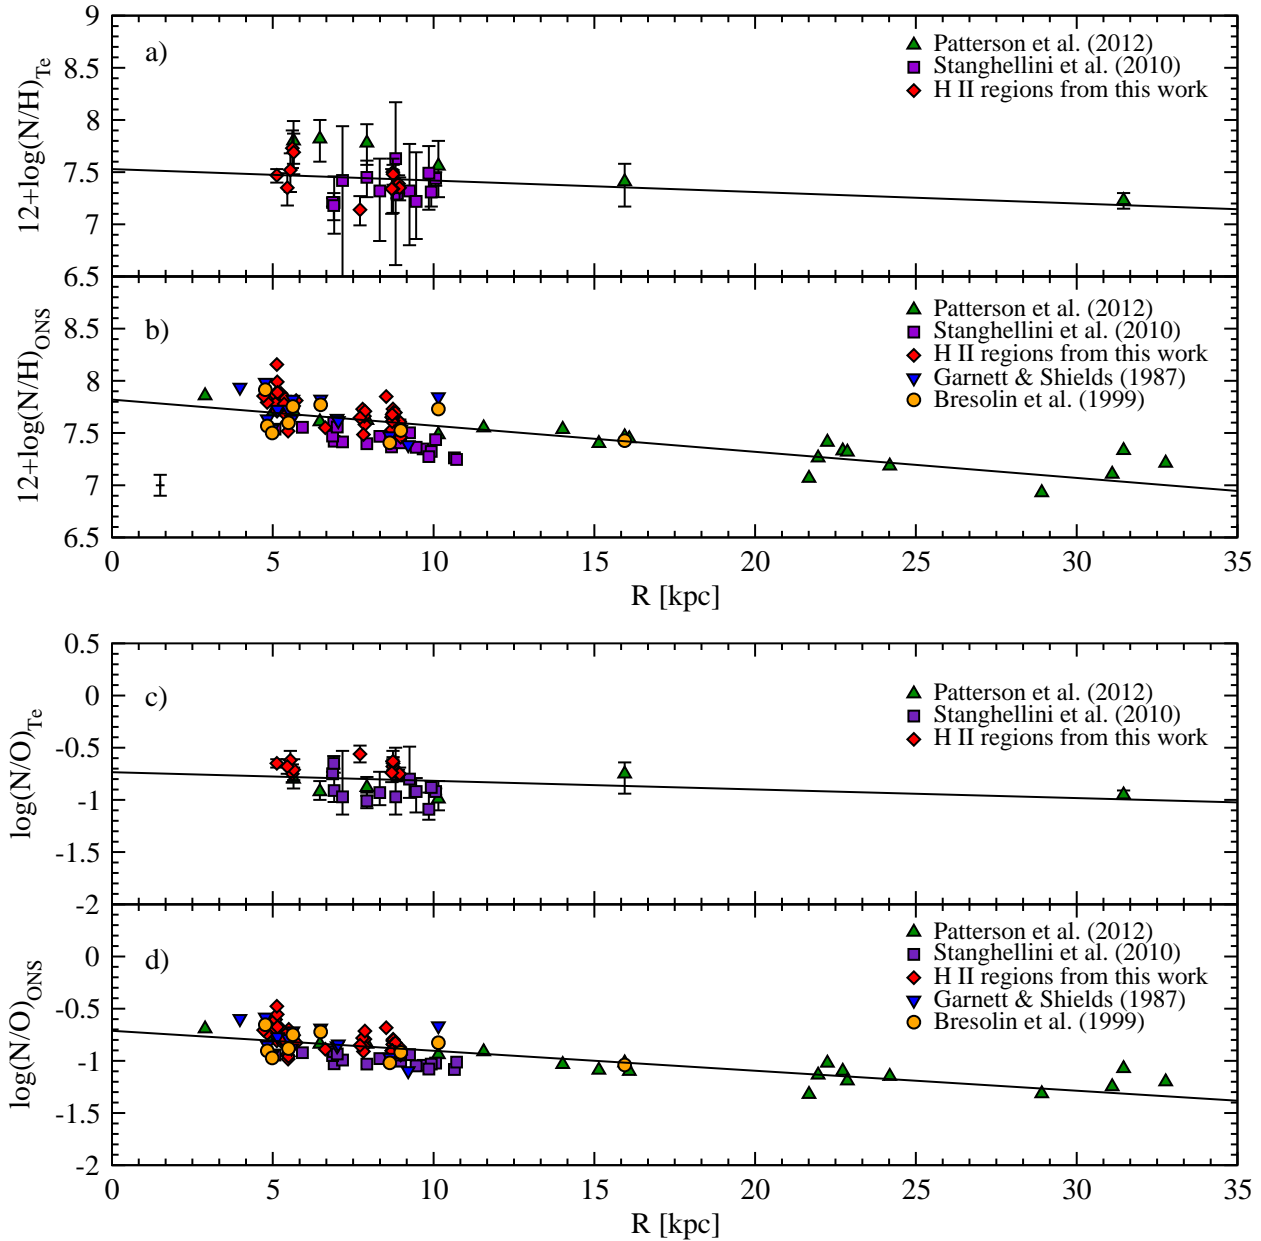 9
8.5
8
7.5
7
6.5
12+log(N/H)Te
a)
Patterson et al. (2012)
Stanghellini et al. (2010)
H II regions from this work
8.5
8
7.5
7
6.5
12+log(N/H)ONS
b)
Patterson et al. (2012)
Stanghellini et al. (2010)
H II regions from this work
Garnett & Shields (1987)
Bresolin et al. (1999)
0 5 10 15 20 25 30 35
R [kpc]
0.5
0
-0.5
-1
-1.5
-2
log(N/O)Te
c)
Patterson et al. (2012)
Stanghellini et al. (2010)
H II regions from this work
0
-0.5
-1
-1.5
-2
log(N/O)ONS
d)
Patterson et al. (2012)
Stanghellini et al. (2010)
H II regions from this work
Garnett & Shields (1987)
Bresolin et al. (1999)
0 5 10 15 20 25 30 35
R [kpc]